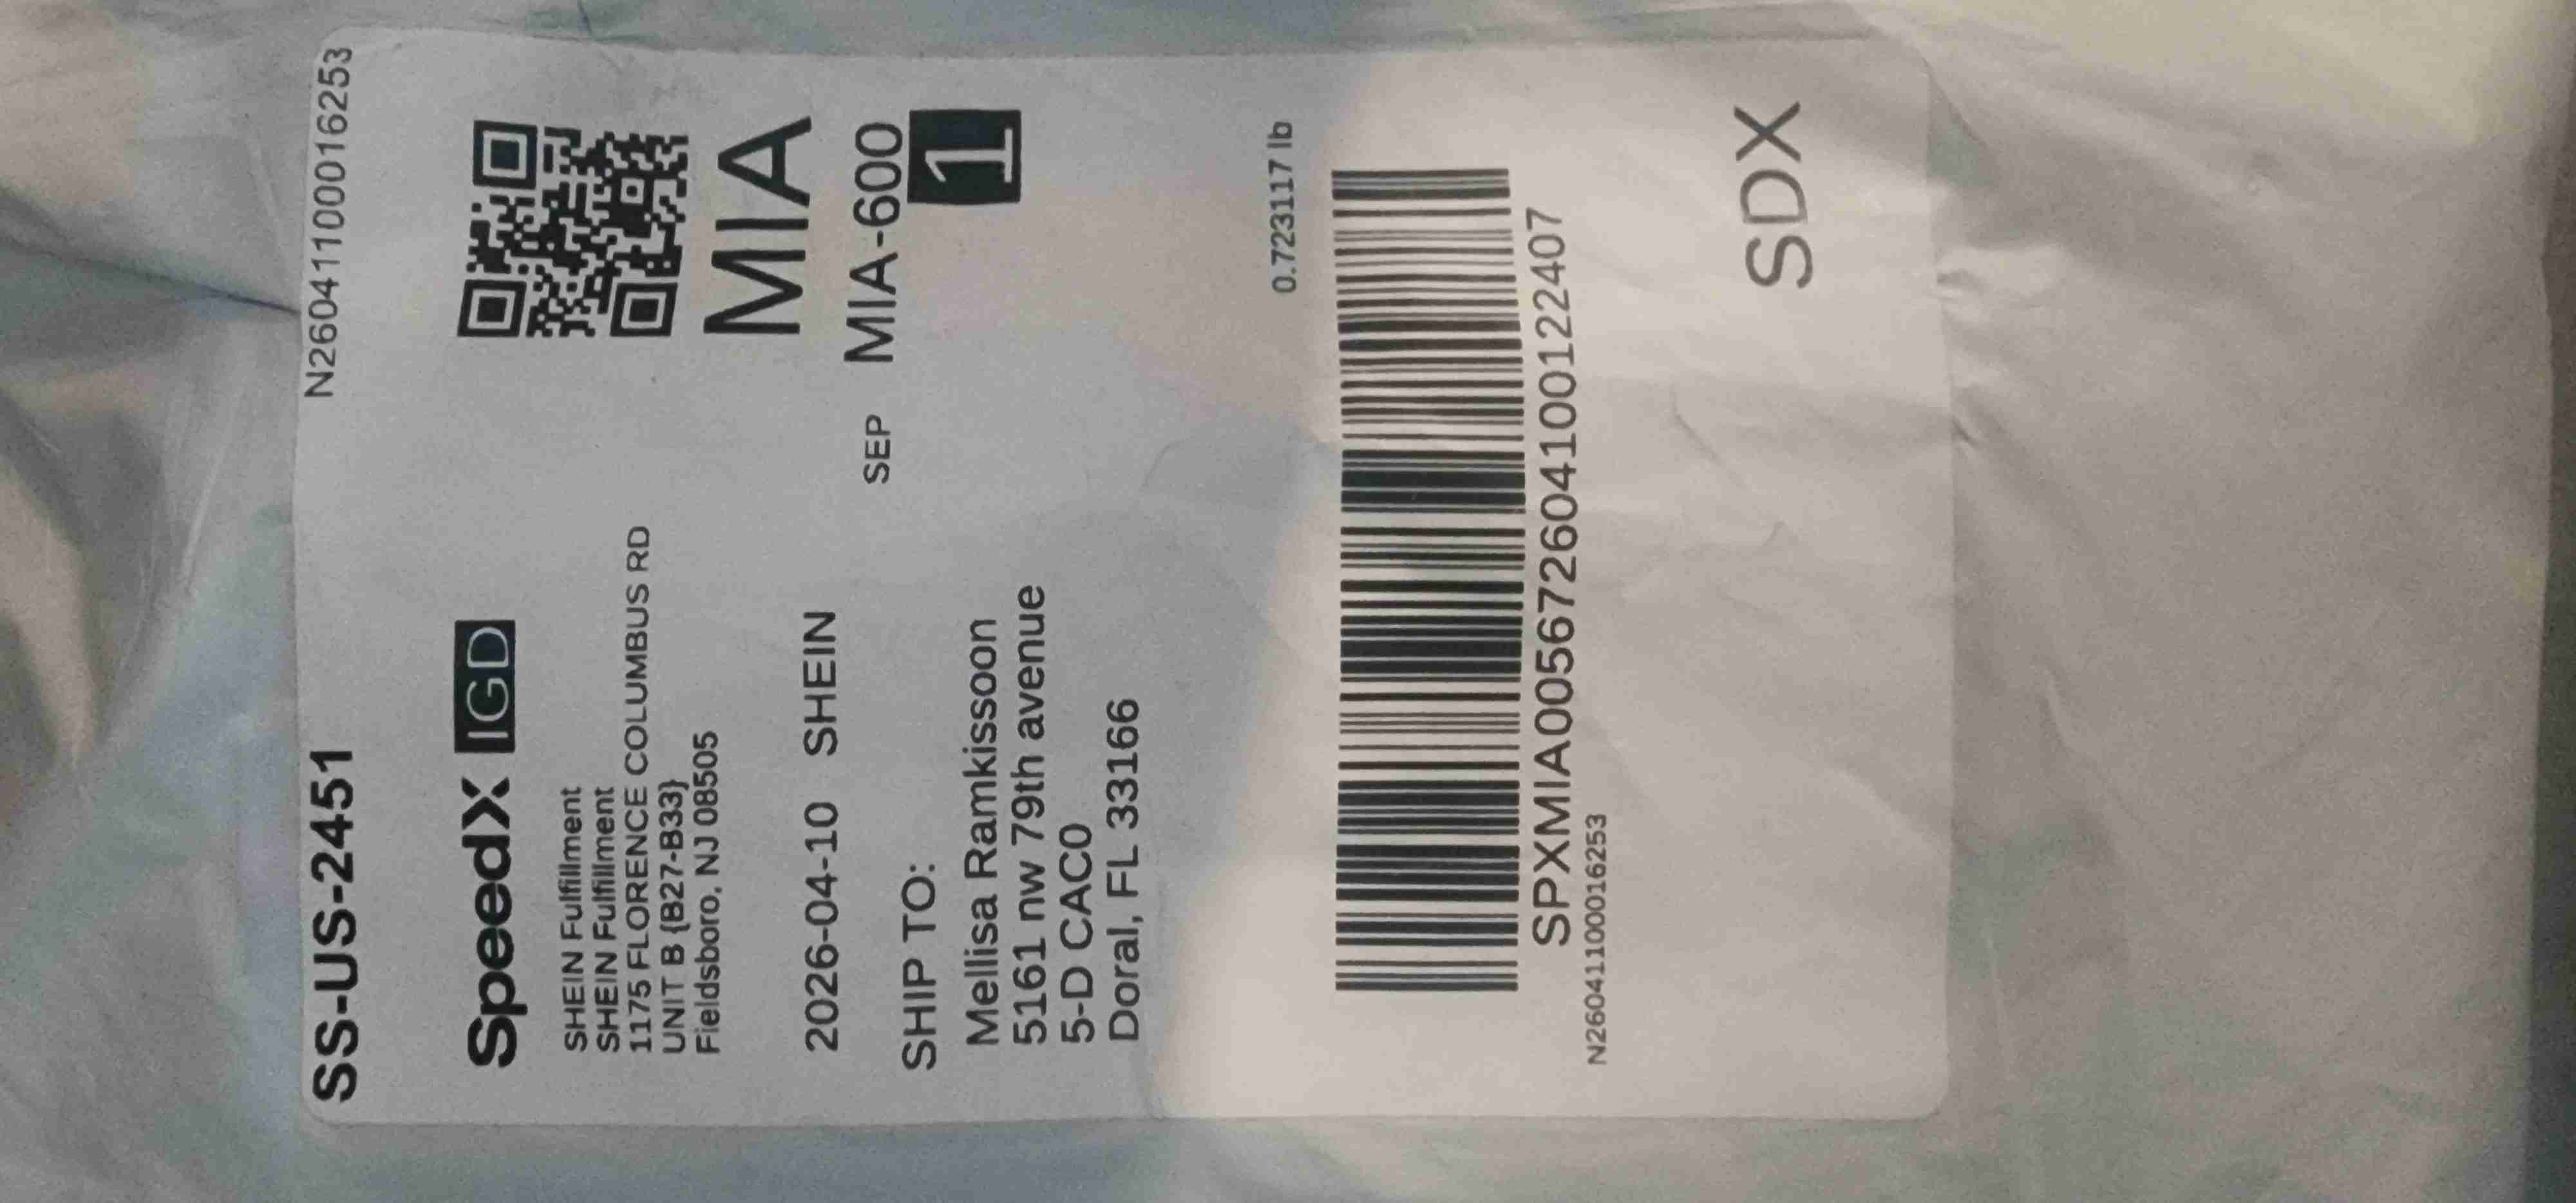 SS-US-2451 N26041100016253
SpeedX IGD
SHEIN Fulfillment
SHEIN Fulfillment
1175 FLORENCE COLUMBUS RD
UNIT B {B27-B33}
Fieldsboro, NJ 08505
MIA
2026-04-10 SHEIN
SEP MIA-600
1
SHIP TO:
Mellisa Ramkissoon
5161 nw 79th avenue
5-D CAC0
Doral, FL 33166
0.723117 lb
SPXMIA005672604100122407
N26041100016253
SDX